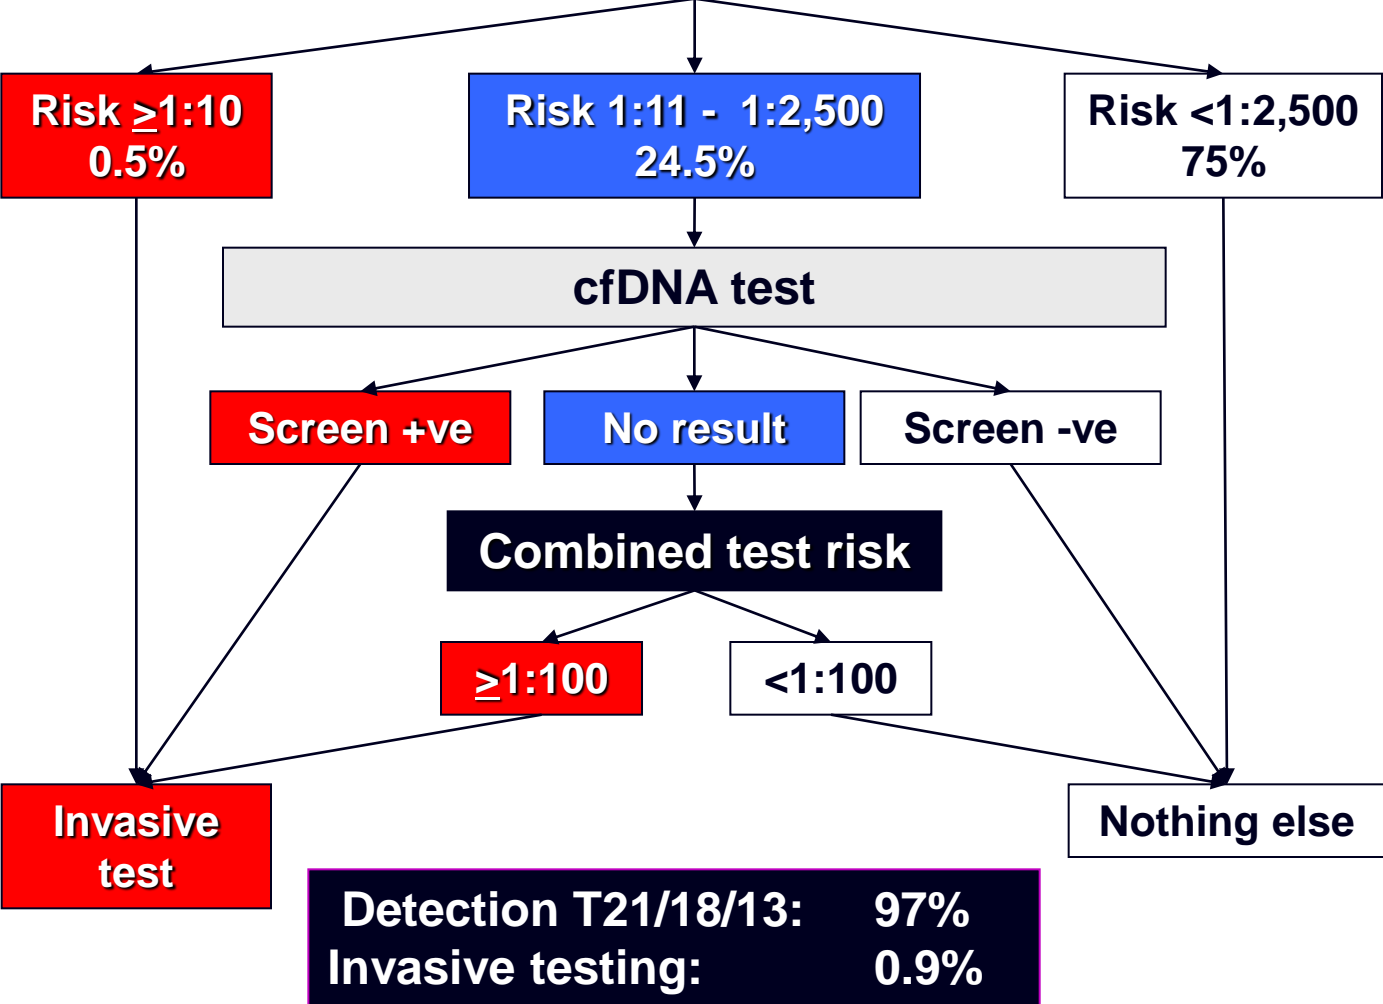 Risk ≥1:10
0.5%
Risk 1:11 - 1:2,500
24.5%
Risk <1:2,500
75%
cfDNA test
Screen +ve
No result
Screen -ve
Combined test risk
≥1:100
<1:100
Invasive
test
Nothing else
Detection T21/18/13: 97%
Invasive testing: 0.9%